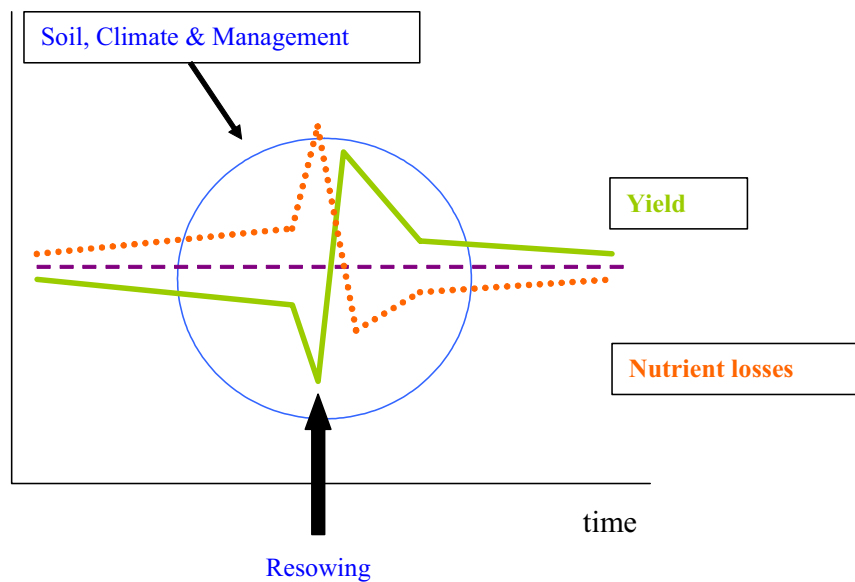 Soil, Climate & Management
Yield
Nutrient losses
time
Resowing